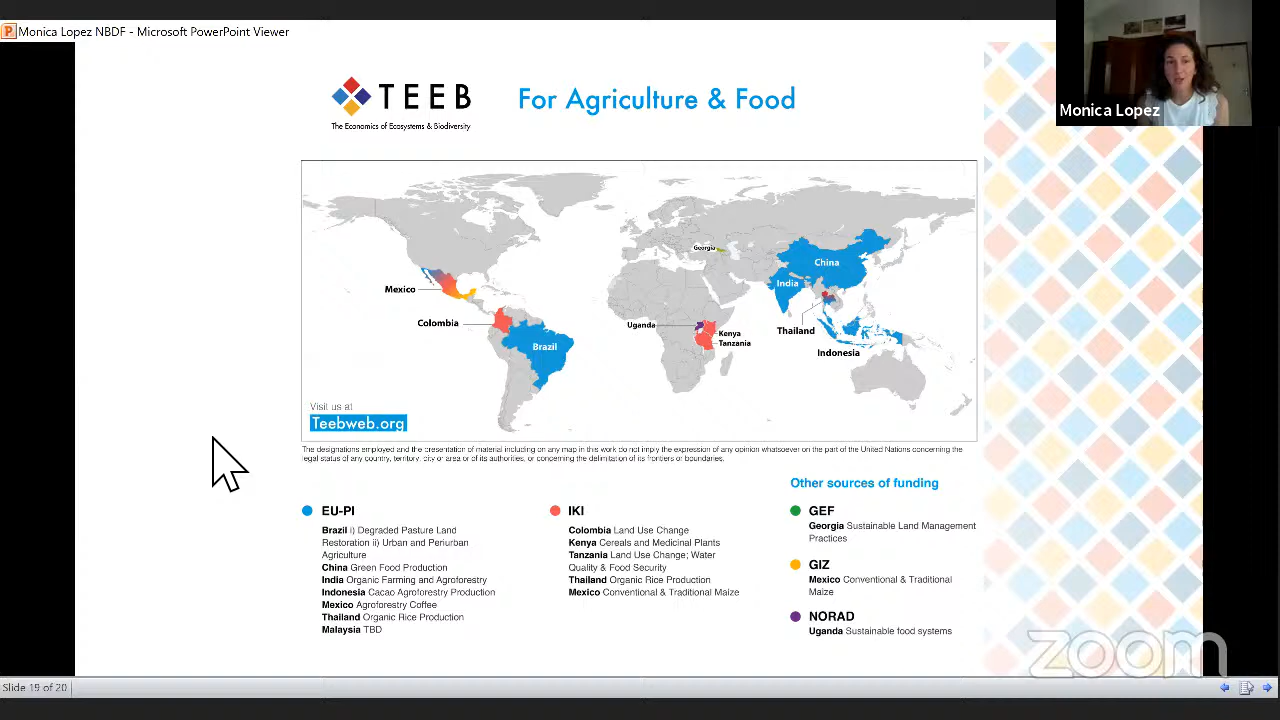 Monica Lopez NBDF - Microsoft PowerPoint Viewer
Monica Lopez
TEEB
The Economics of Ecosystems & Biodiversity
For Agriculture & Food
Georgia
China
India
Mexico
Colombia
Brazil
Uganda
Kenya
Tanzania
Thailand
Indonesia
Visit us at
Teebweb.org
The designations employed and the presentation of material including on any map in this work do not imply the expression of any opinion whatsoever on the part of the United Nations concerning the
legal status of any country, territory, city or area or of its authorities, or concerning the delimitation of its frontiers or boundaries.
EU-PI
Brazil i) Degraded Pasture Land
Restoration ii) Urban and Periurban
Agriculture
China Green Food Production
India Organic Farming and Agroforestry
Indonesia Cacao Agroforestry Production
Mexico Agroforestry Coffee
Thailand Organic Rice Production
Malaysia TBD
IKI
Colombia Land Use Change
Kenya Cereals and Medicinal Plants
Tanzania Land Use Change; Water
Quality & Food Security
Thailand Organic Rice Production
Mexico Conventional & Traditional Maize
Other sources of funding
GEF
Georgia Sustainable Land Management
Practices
GIZ
Mexico Conventional & Traditional
Maize
NORAD
Uganda Sustainable food systems
zoom
Slide 19 of 20